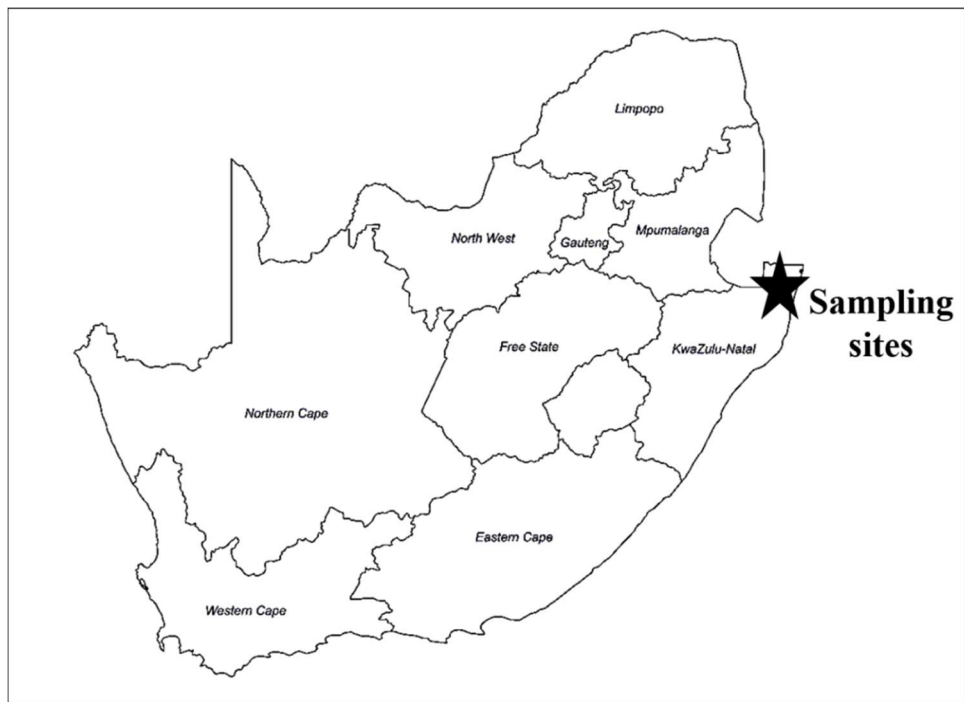 Limpopo
North West
Gauteng
Mpumalanga
Sampling
sites
Free State
KwaZulu-Natal
Northern Cape
Eastern Cape
Western Cape